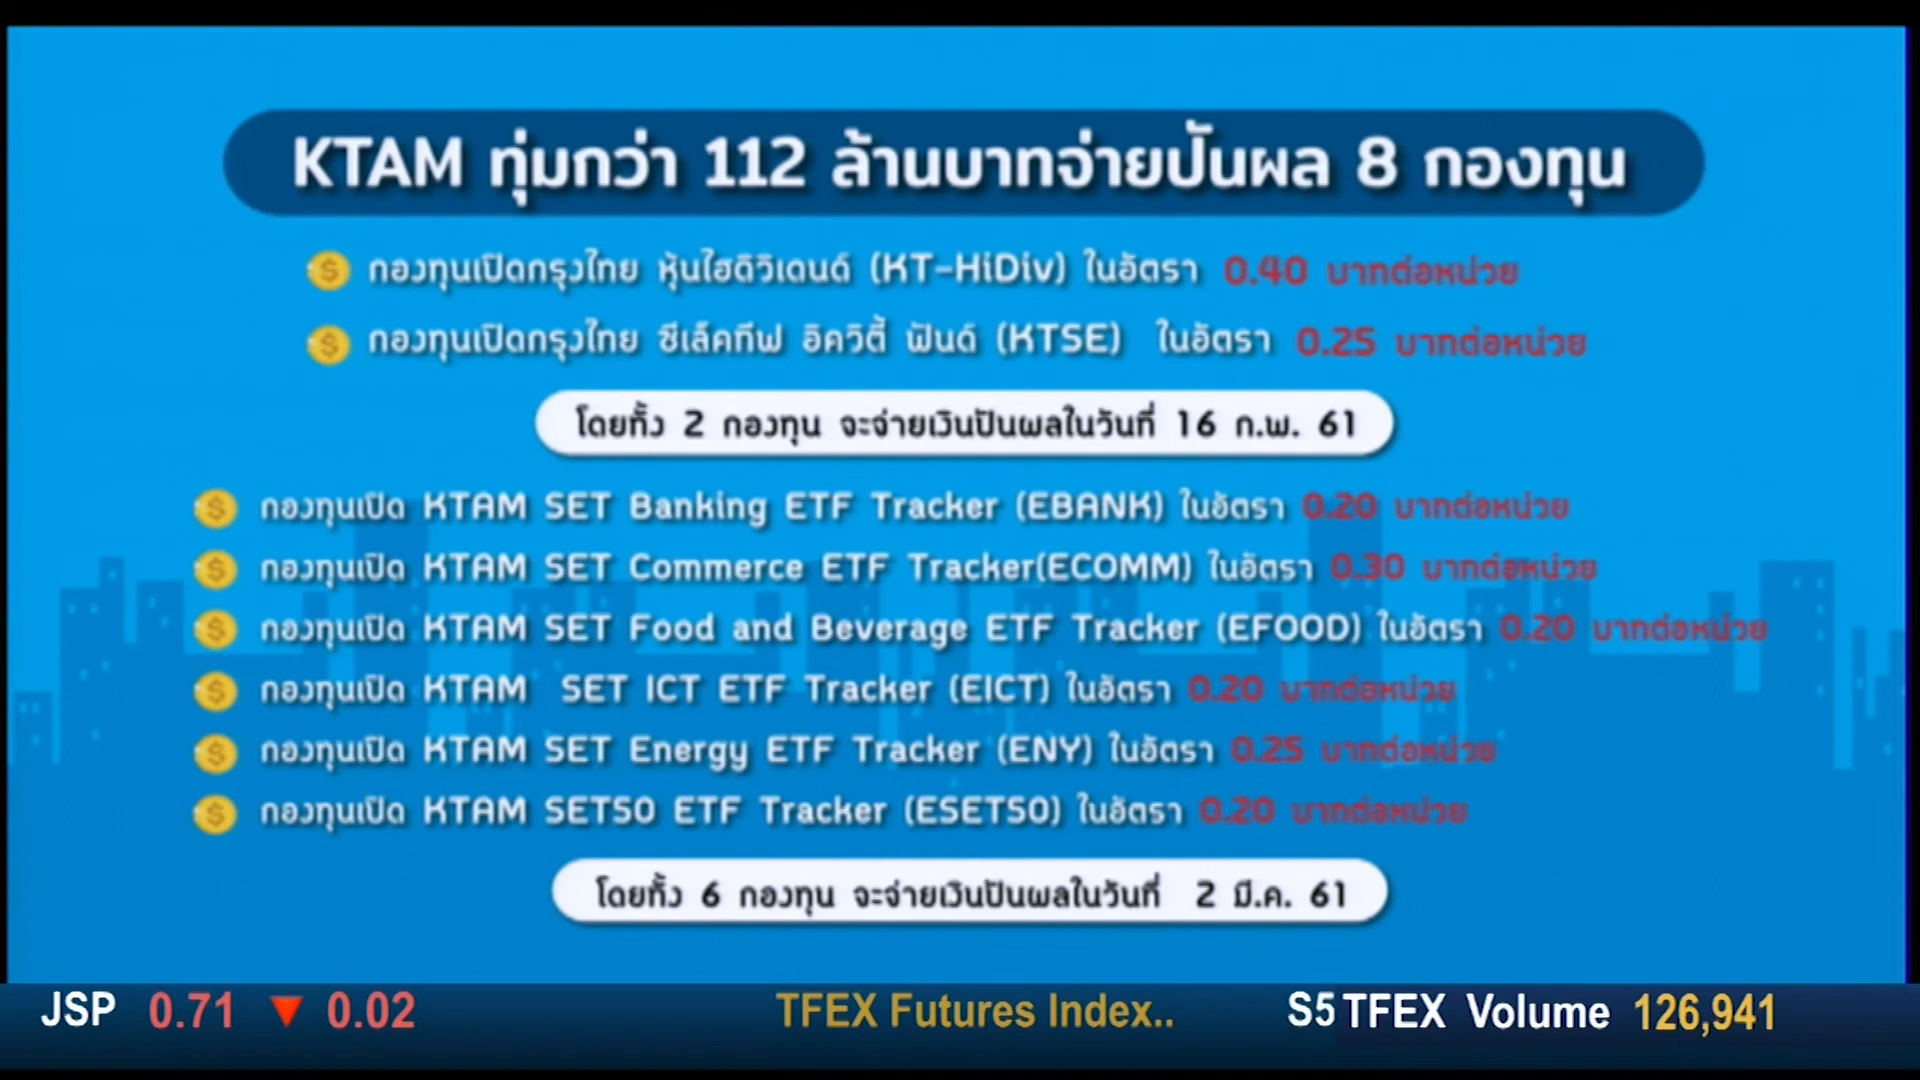 KTAM ทุ่มกว่า 112 ล้านบาทจ่ายปันผล 8 กองทุน
กองทุนเปิดกรุงไทย หุ้นไฮดิวิเดนด์ (KT-HiDiv) ในอัตรา 0.40 บาทต่อหน่วย
กองทุนเปิดกรุงไทย ซีเล็คทีฟ อิควิตี้ ฟันด์ (KTSE) ในอัตรา 0.25 บาทต่อหน่วย
โดยทั้ง 2 กองทุน จะจ่ายเงินปันผลในวันที่ 16 ก.พ. 61
กองทุนเปิด KTAM SET Banking ETF Tracker (EBANK) ในอัตรา 0.20 บาทต่อหน่วย
กองทุนเปิด KTAM SET Commerce ETF Tracker(ECOMM) ในอัตรา 0.30 บาทต่อหน่วย
กองทุนเปิด KTAM SET Food and Beverage ETF Tracker (EFOOD) ในอัตรา 0.20 บาทต่อหน่วย
กองทุนเปิด KTAM SET ICT ETF Tracker (EICT) ในอัตรา 0.20 บาทต่อหน่วย
กองทุนเปิด KTAM SET Energy ETF Tracker (ENY) ในอัตรา 0.25 บาทต่อหน่วย
กองทุนเปิด KTAM SET50 ETF Tracker (ESET50) ในอัตรา 0.20 บาทต่อหน่วย
โดยทั้ง 6 กองทุน จะจ่ายเงินปันผลในวันที่ 2 มี.ค. 61
JSP 0.71 ▼ 0.02 TFEX Futures Index.. S5 TFEX Volume 126,941